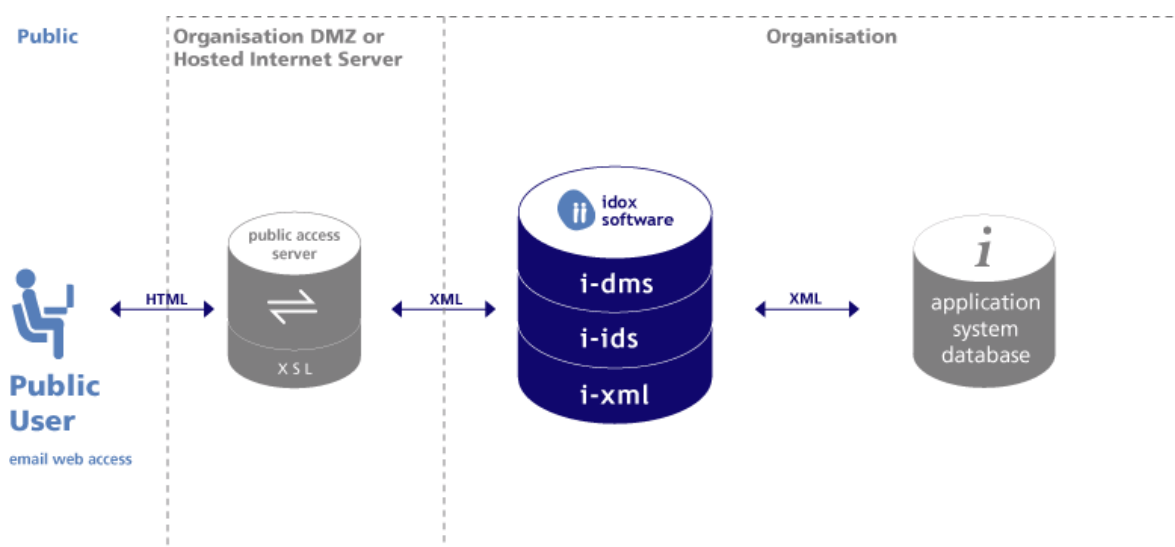 Public
Organisation DMZ or
Hosted Internet Server
Organisation
public access
server
XSL
idox
software
i-dms
i-ids
i-xml
i
application
system
database
HTML
XML
XML
Public
User
email web access